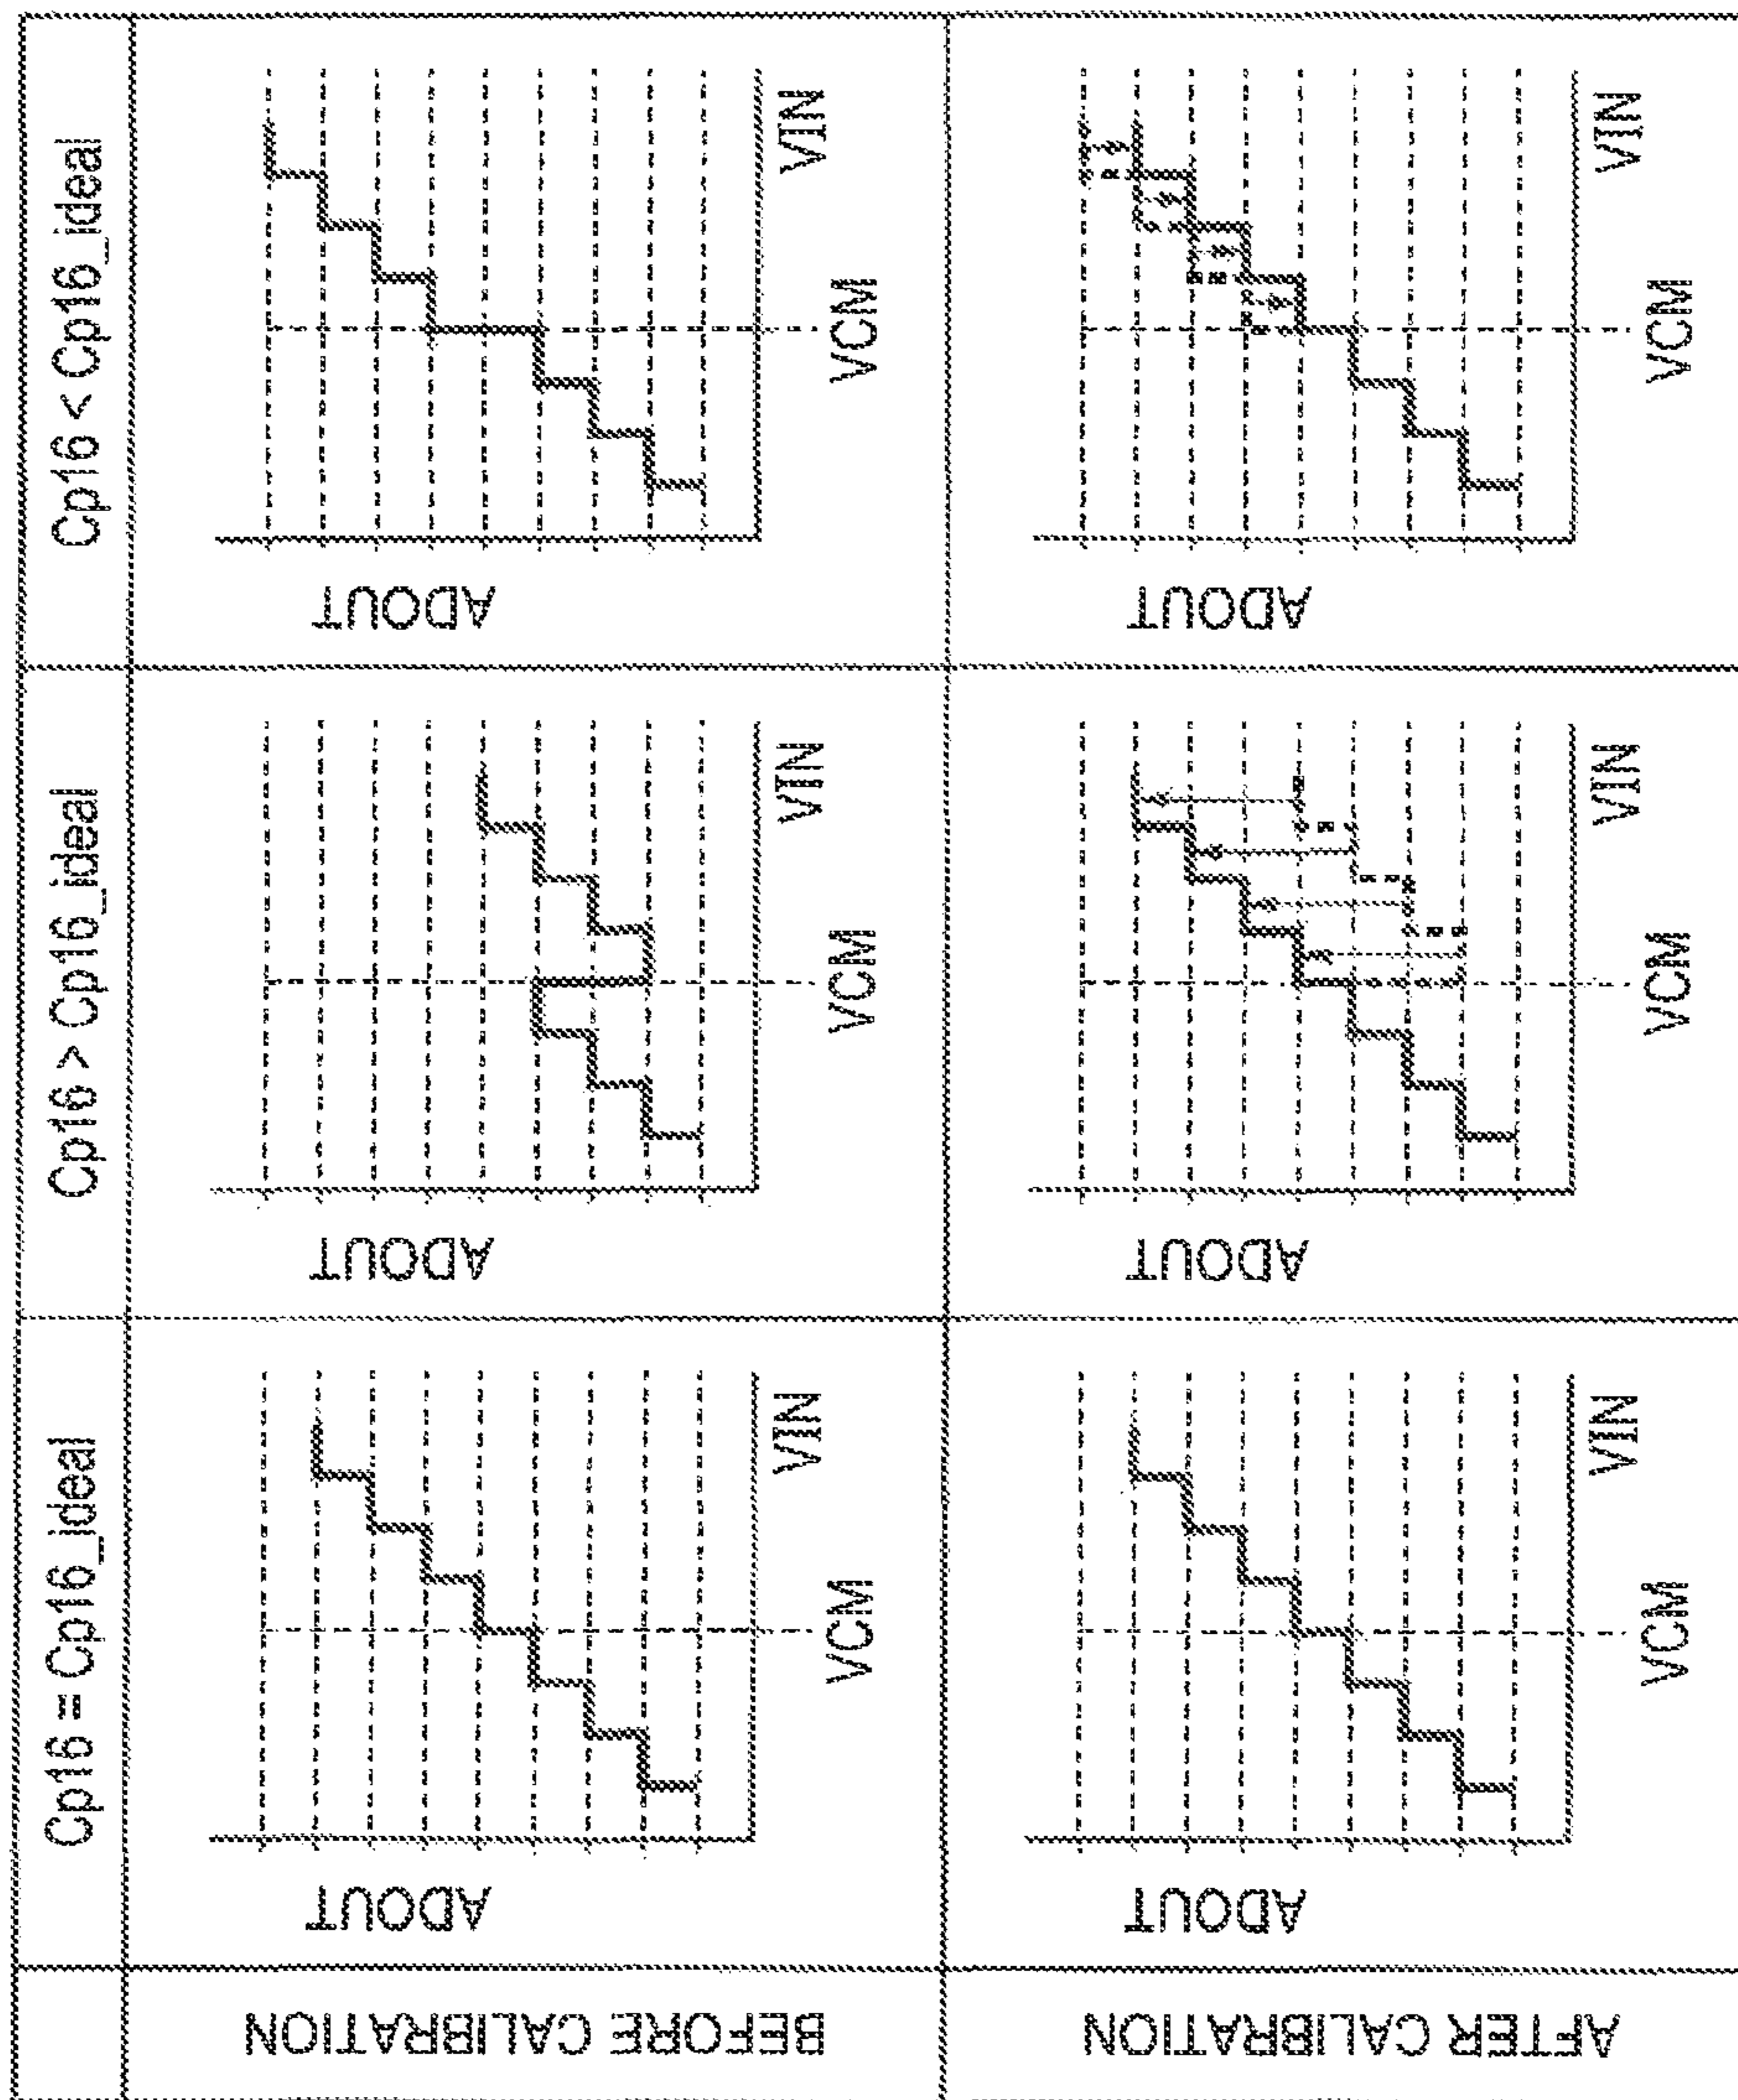 Cp16 = Cp16_ideal
Cp16 > Cp16_ideal
Cp16 < Cp16_ideal
BEFORE CALIBRATION
ADOUT
VCM
VIN
ADOUT
VCM
VIN
ADOUT
VCM
VIN
AFTER CALIBRATION
ADOUT
VCM
VIN
ADOUT
VCM
VIN
ADOUT
VCM
VIN